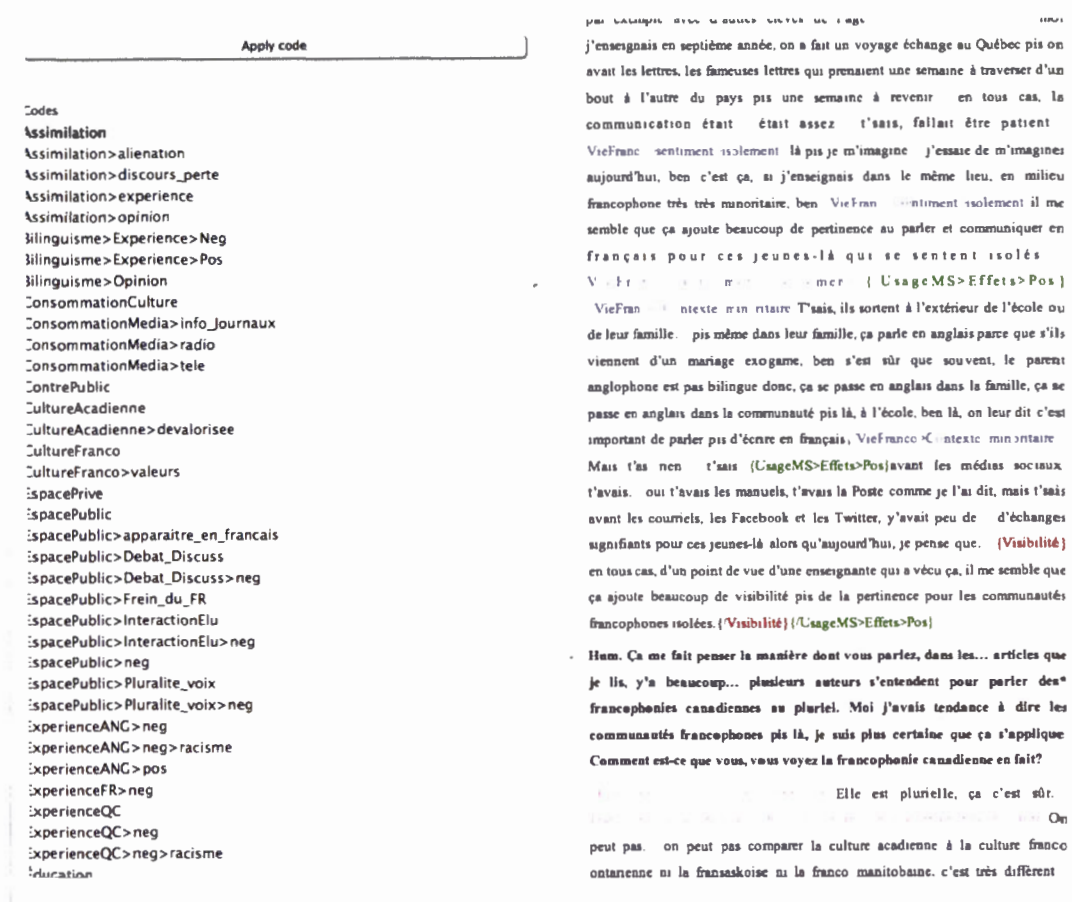 Apply code
Codes
Assimilation
Assimilation>alienation
Assimilation>discours_perte
Assimilation>experience
Assimilation>opinion
Bilinguisme>Experience>Neg
Bilinguisme>Experience>Pos
Bilinguisme>Opinion
ConsommationCulture
ConsommationMedia>info_Journaux
ConsommationMedia>radio
ConsommationMedia>tele
ContrePublic
CultureAcadienne
CultureAcadienne>devalorisee
CultureFranco
CultureFranco>valeurs
EspacePrive
EspacePublic
EspacePublic>apparaitre_en_francais
EspacePublic>Debat_Discuss
EspacePublic>Debat_Discuss>neg
EspacePublic>Frein_du_FR
EspacePublic>InteractionElu
EspacePublic>InteractionElu>neg
EspacePublic>neg
EspacePublic>Pluralite_voix
EspacePublic>Pluralite_voix>neg
ExperienceANG>neg
ExperienceANG>neg>racisme
ExperienceANG>pos
ExperienceFR>neg
ExperienceQC
ExperienceQC>neg
ExperienceQC>neg>racisme
Education
par exemple avec d'autres élèves de l'âge moi
j'enseignais en septième année, on a fait un voyage échange au Québec pis on
avait les lettres, les fameuses lettres qui prenaient une semaine à traverser d'un
bout à l'autre du pays pis une semaine à revenir en tous cas, la
communication était était assez t'sais, fallait être patient
VieFranc sentiment isolement là pis je m'imagine j'essaie de m'imaginer
aujourd'hui, ben c'est ça, si j'enseignais dans le même lieu, en milieu
francophone très très minoritaire, ben VieFran sentiment isolement il me
semble que ça ajoute beaucoup de pertinence au parler et communiquer en
français pour ces jeunes-là qui se sentent isolés
{UsageMS>Effets>Pos}
VieFran ntexte min ritaire T'sais, ils sortent à l'extérieur de l'école ou
de leur famille. pis même dans leur famille, ça parle en anglais parce que s'ils
viennent d'un mariage exogame, ben s'est sûr que souvent, le parent
anglophone est pas bilingue donc, ça se passe en anglais dans la famille, ça se
passe en anglais dans la communauté pis là, à l'école, ben là, on leur dit c'est
important de parler pis d'écrire en français, VieFranco>C ntexte minoritaire
Mais t'as rien t'sais {UsageMS>Effets>Pos}avant les médias sociaux
t'avais. oui t'avais les manuels, t'avais la Poste comme je l'ai dit, mais t'sais
avant les courriels, les Facebook et les Twitter, y'avait peu de d'échanges
signifiants pour ces jeunes-là alors qu'aujourd'hui, je pense que. {Visibilité}
en tous cas, d'un point de vue d'une enseignante qui a vécu ça, il me semble que
ça ajoute beaucoup de visibilité pis de la pertinence pour les communautés
francophones isolées.{/Visibilité}{/UsageMS>Effets>Pos}
Hum. Ça me fait penser la manière dont vous parlez, dans les... articles que
je lis, y'a beaucoup... plusieurs auteurs s'entendent pour parler des
francophonies canadiennes au pluriel. Moi j'avais tendance à dire les
communautés francophones pis là, je suis plus certaine que ça s'applique
Comment est-ce que vous, vous voyez la francophonie canadienne en fait?
Elle est plurielle, ça c'est sûr.
On
peut pas. on peut pas comparer la culture acadienne à la culture franco
ontarienne ni la fransaskoise ni la franco manitobaine. c'est très différent